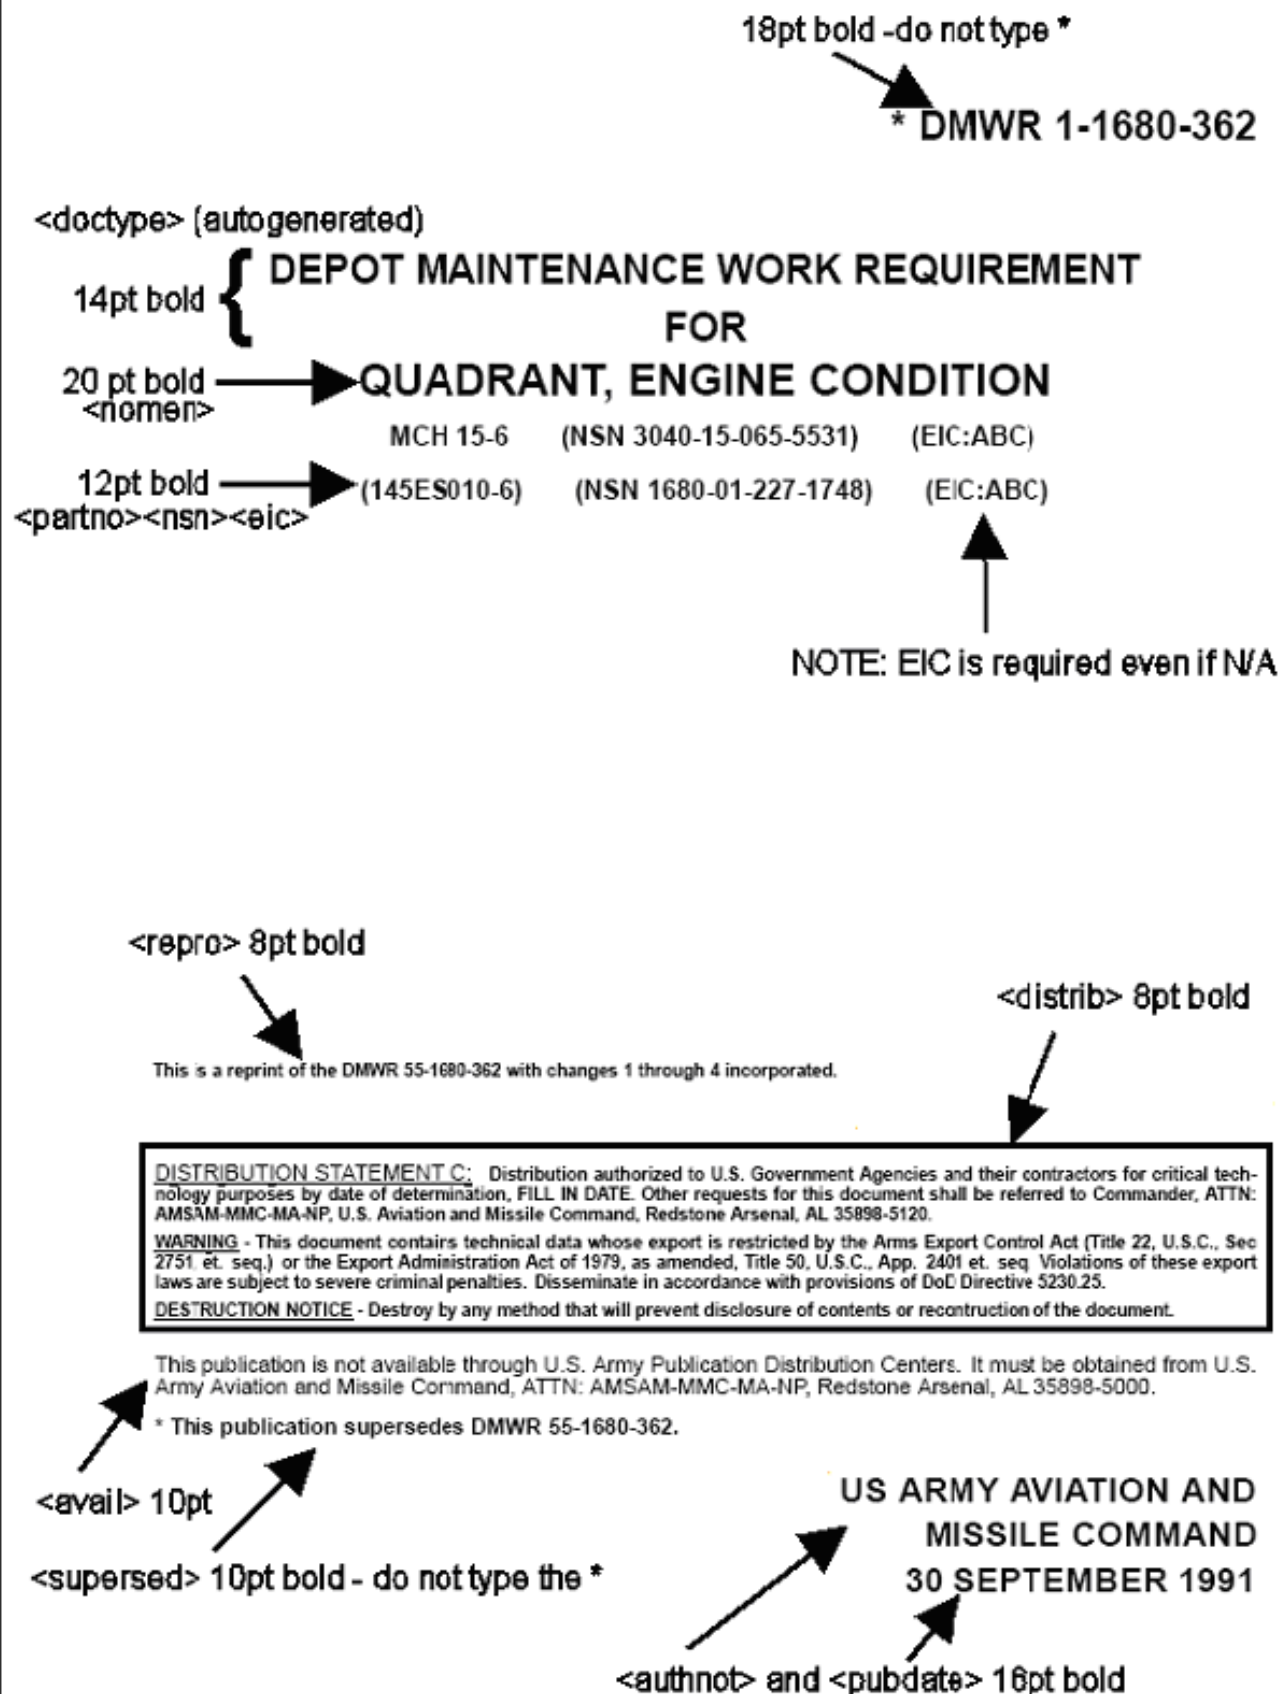 18pt bold -do not type *
* DMWR 1-1680-362
<doctype> (autogenerated)
14pt bold { DEPOT MAINTENANCE WORK REQUIREMENT
FOR
20 pt bold QUADRANT, ENGINE CONDITION
<nomen>
MCH 15-6 (NSN 3040-15-065-5531) (EIC:ABC)
12pt bold (145ES010-6) (NSN 1680-01-227-1748) (EIC:ABC)
<partno><nsn><eic>
NOTE: EIC is required even if N/A
<repro> 8pt bold
<distrib> 8pt bold
This is a reprint of the DMWR 55-1680-362 with changes 1 through 4 incorporated.
DISTRIBUTION STATEMENT C: Distribution authorized to U.S. Government Agencies and their contractors for critical tech-
nology purposes by date of determination, FILL IN DATE. Other requests for this document shall be referred to Commander, ATTN:
AMSAM-MMC-MA-NP, U.S. Aviation and Missile Command, Redstone Arsenal, AL 35898-5120.
WARNING - This document contains technical data whose export is restricted by the Arms Export Control Act (Title 22, U.S.C., Sec
2751 et. seq.) or the Export Administration Act of 1979, as amended, Title 50, U.S.C., App. 2401 et. seq Violations of these export
laws are subject to severe criminal penalties. Disseminate in accordance with provisions of DoD Directive 5230.25.
DESTRUCTION NOTICE - Destroy by any method that will prevent disclosure of contents or recontruction of the document.
This publication is not available through U.S. Army Publication Distribution Centers. It must be obtained from U.S.
Army Aviation and Missile Command, ATTN: AMSAM-MMC-MA-NP, Redstone Arsenal, AL 35898-5000.
* This publication supersedes DMWR 55-1680-362.
<avail> 10pt
US ARMY AVIATION AND
MISSILE COMMAND
<supersed> 10pt bold - do not type the *
30 SEPTEMBER 1991
<authnot> and <pubdate> 16pt bold